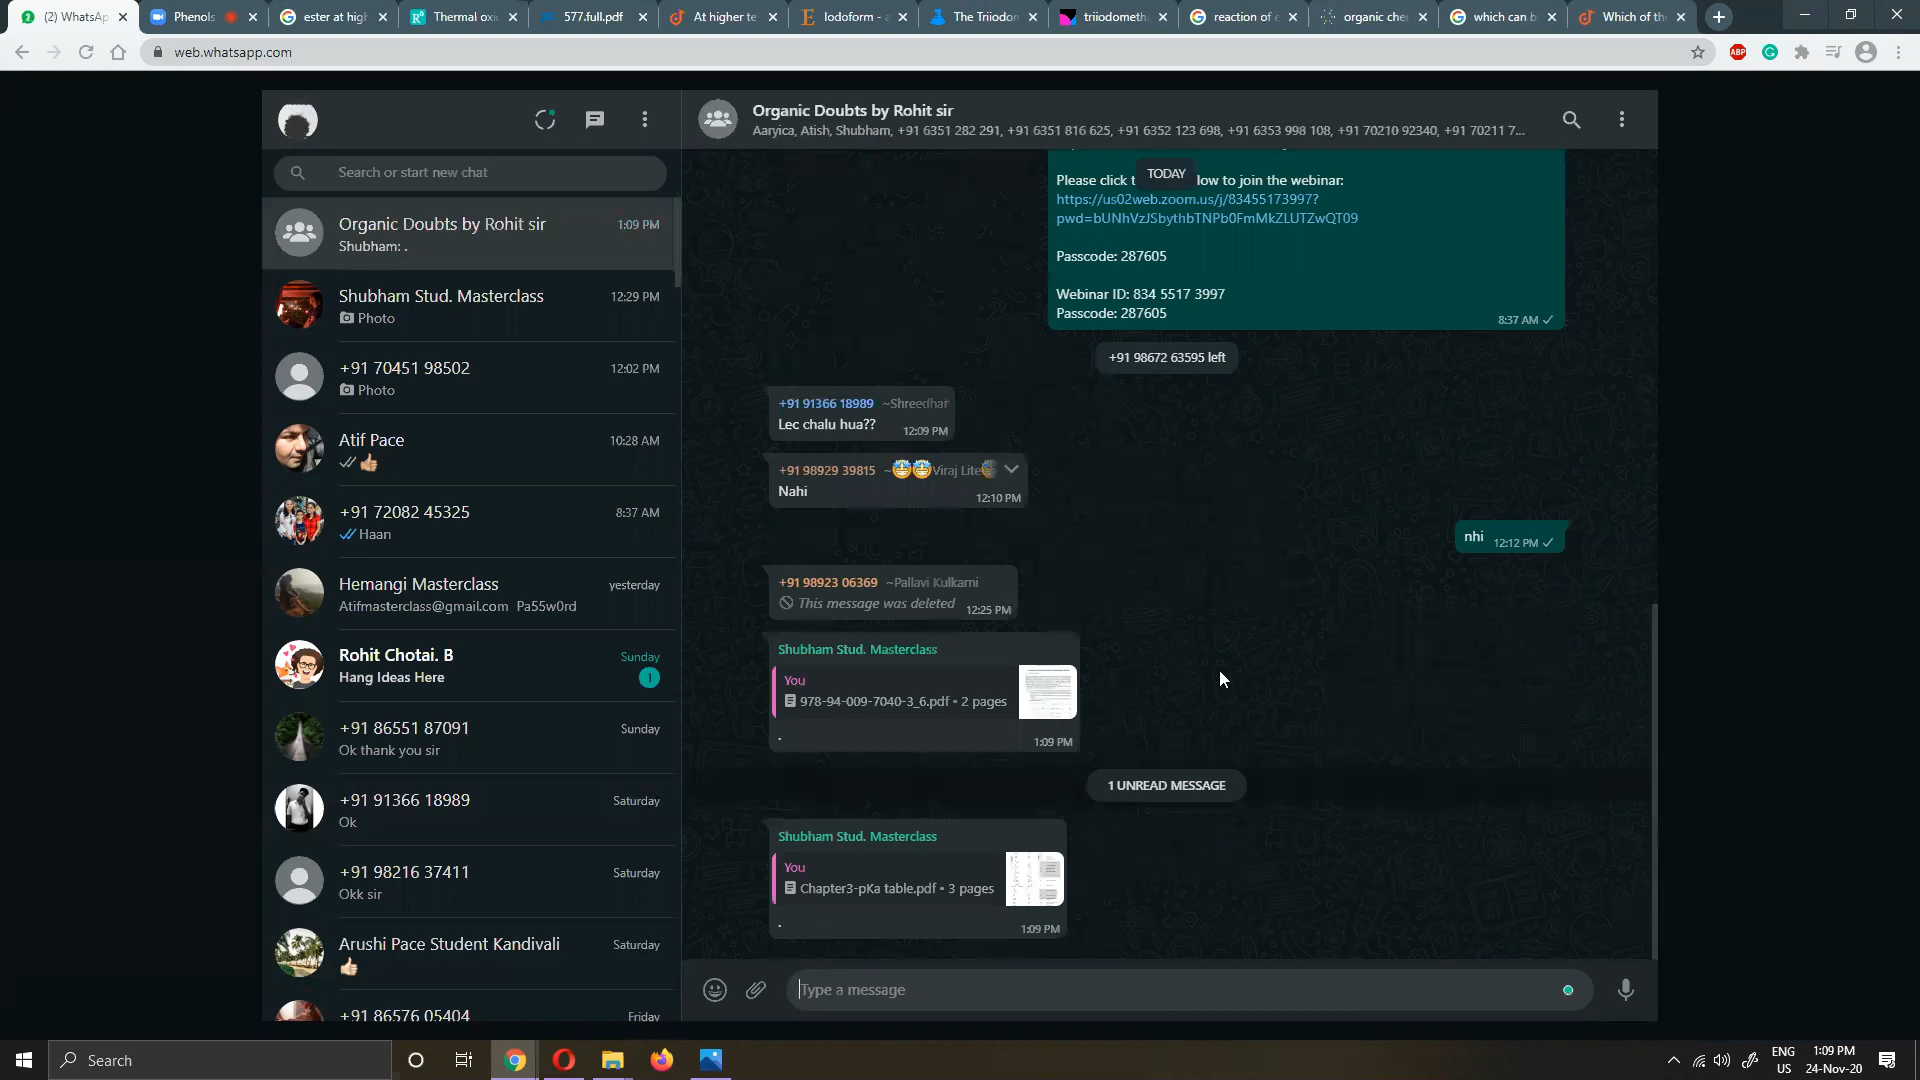 (2) WhatsAp
Phenols
ester at hig
Thermal oxi
577.full.pdf
At higher te
Iodoform - a
The Triiodon
triiodometh
reaction of e
organic che
which can b
Which of th
web.whatsapp.com
ABP
Search or start new chat
Organic Doubts by Rohit sir
1:09 PM
Shubham: .
Shubham Stud. Masterclass
12:29 PM
Photo
+91 70451 98502
12:02 PM
Photo
Atif Pace
10:28 AM
+91 72082 45325
8:37 AM
Haan
Hemangi Masterclass
yesterday
Atifmasterclass@gmail.com Pa55w0rd
Rohit Chotai. B
Sunday
Hang Ideas Here
1
+91 86551 87091
Sunday
Ok thank you sir
+91 91366 18989
Saturday
Ok
+91 98216 37411
Saturday
Okk sir
Arushi Pace Student Kandivali
Saturday
+91 86576 05404
Friday
Organic Doubts by Rohit sir
Aaryica, Atish, Shubham, +91 6351 282 291, +91 6351 816 625, +91 6352 123 698, +91 6353 998 108, +91 70210 92340, +91 70211 7...
TODAY
Please click t low to join the webinar:
https://us02web.zoom.us/j/83455173997?
pwd=bUNhVzJSbythbTNPb0FmMkZLUTZwQT09
Passcode: 287605
Webinar ID: 834 5517 3997
Passcode: 287605
8:37 AM
+91 98672 63595 left
+91 91366 18989 ~Shreedhar
Lec chalu hua??
12:09 PM
+91 98929 39815 ~🤩🤩Viraj Lite
Nahi
12:10 PM
nhi
12:12 PM
+91 98923 06369 ~Pallavi Kulkarni
This message was deleted
12:25 PM
Shubham Stud. Masterclass
You
978-94-009-7040-3_6.pdf • 2 pages
.
1:09 PM
1 UNREAD MESSAGE
Shubham Stud. Masterclass
You
Chapter3-pKa table.pdf • 3 pages
.
1:09 PM
Type a message
Search
ENG
US
1:09 PM
24-Nov-20